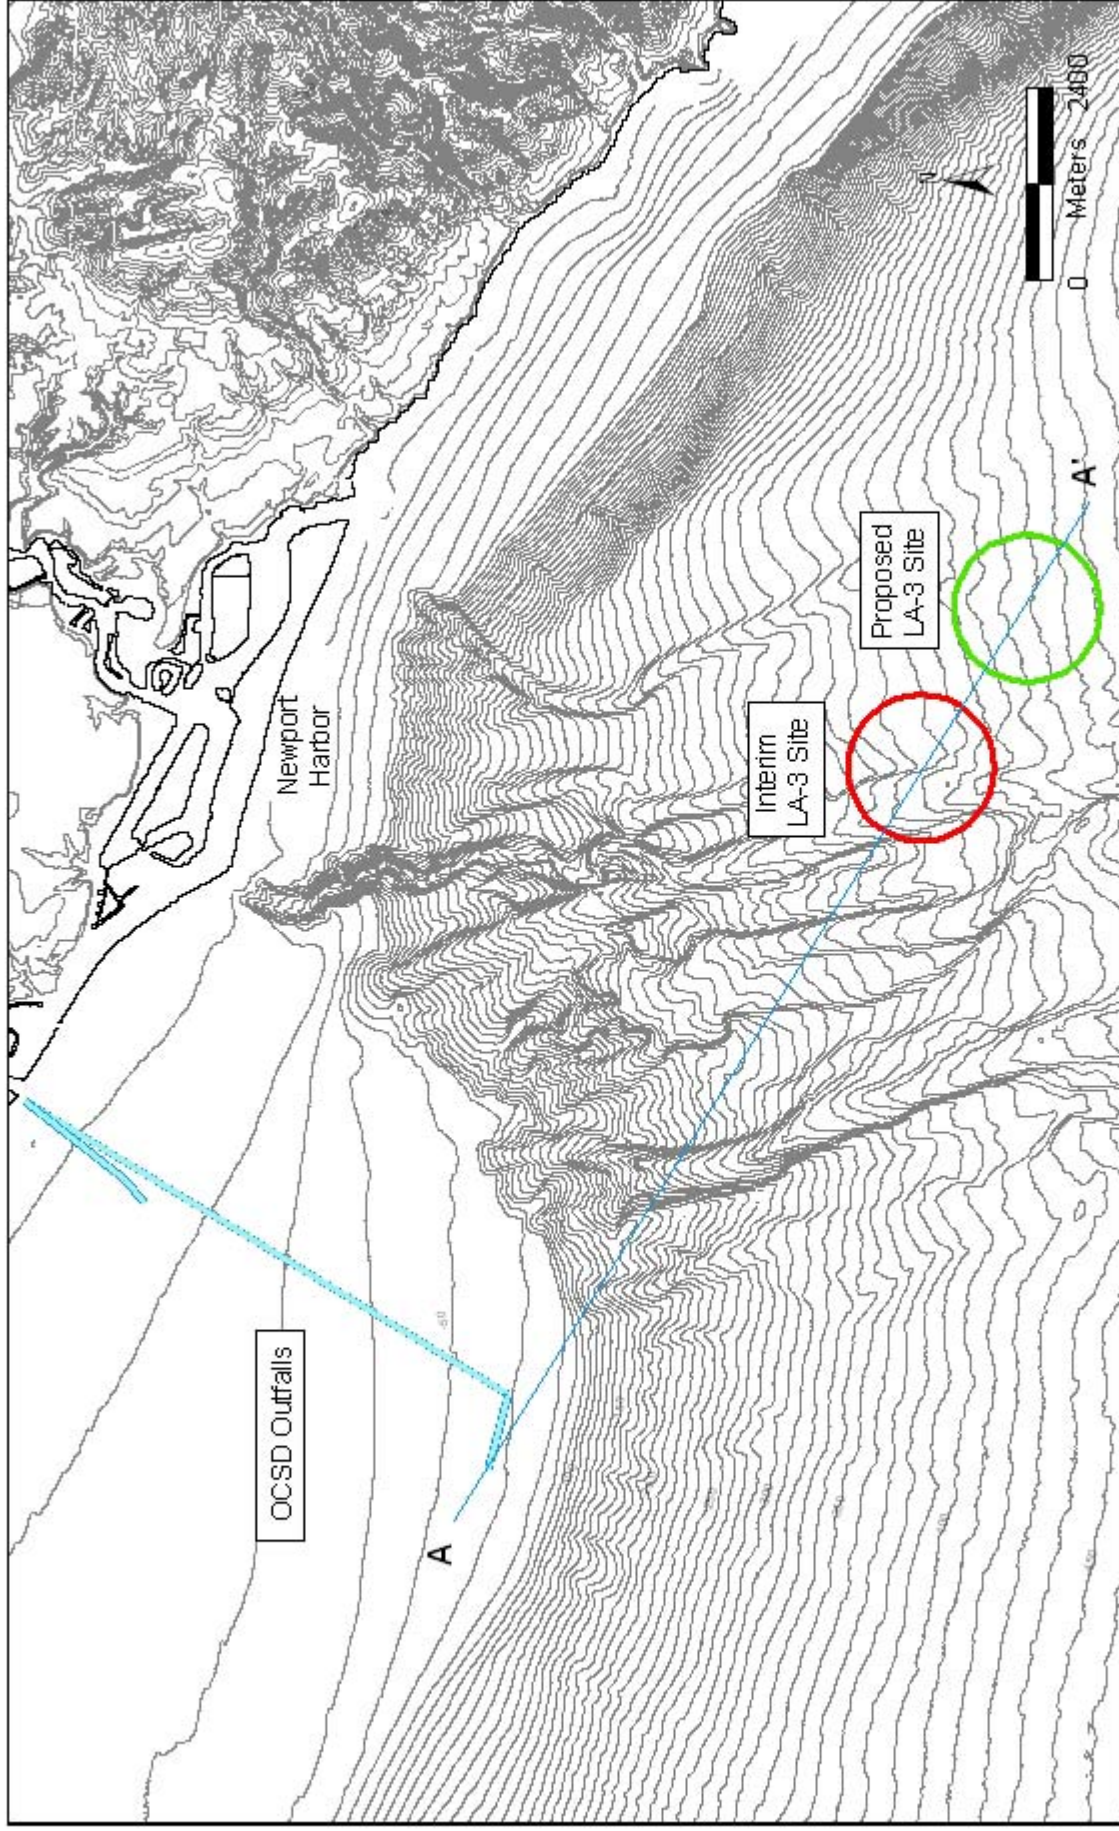 OCSD Outfalls
Newport
Harbor
A
Interim
LA-3 Site
Proposed
LA-3 Site
A'
N
0 Meters 2400